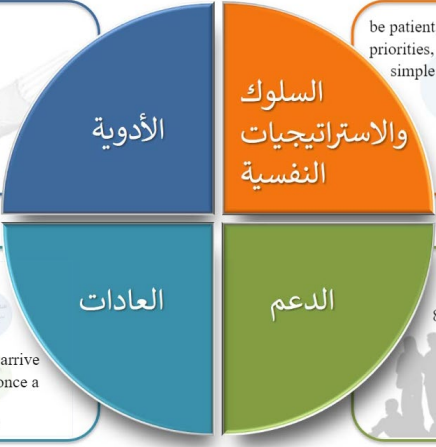 be patient
priorities,
simple
السلوك
والاستراتيجيات
النفسية
الأدوية
الدعم
العادات
arrive
once a